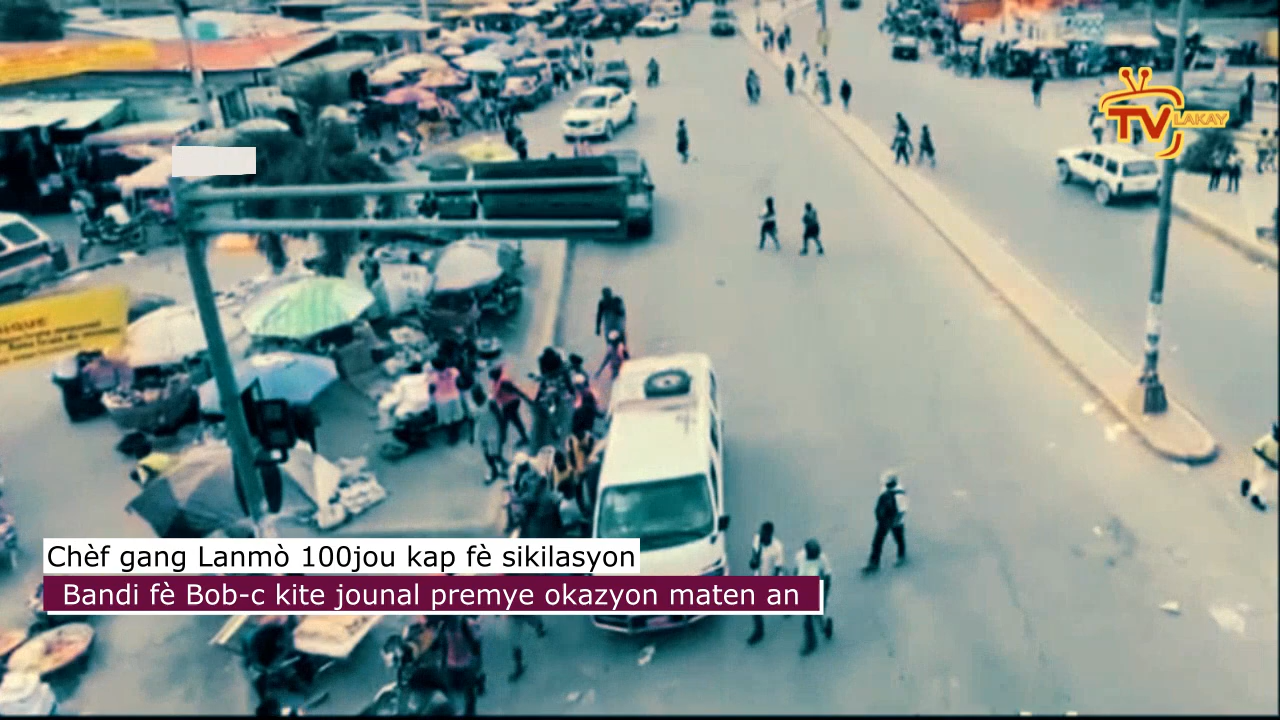 TV LAKAY
Chèf gang Lanmò 100jou kap fè sikilasyon
Bandi fè Bob-c kite jounal premye okazyon maten an